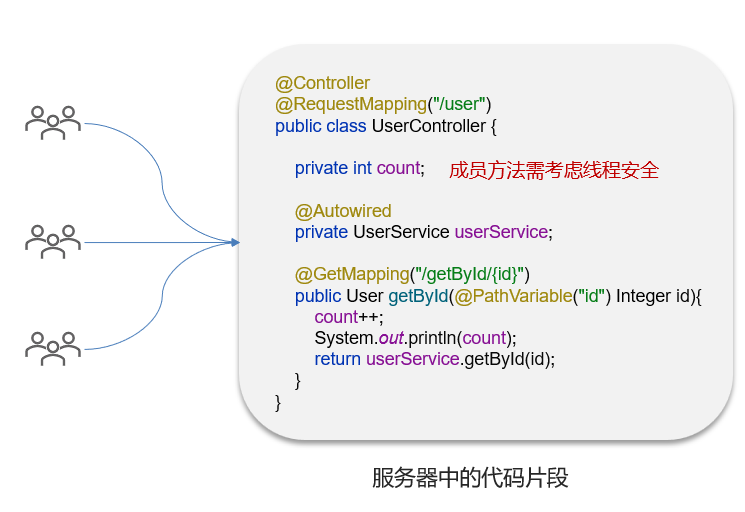 @Controller
@RequestMapping("/user")
public class UserController {
private int count; 成员方法需考虑线程安全
@Autowired
private UserService userService;
@GetMapping("/getById/{id}")
public User getById(@PathVariable("id") Integer id){
count++;
System.out.println(count);
return userService.getById(id);
}
}
服务器中的代码片段